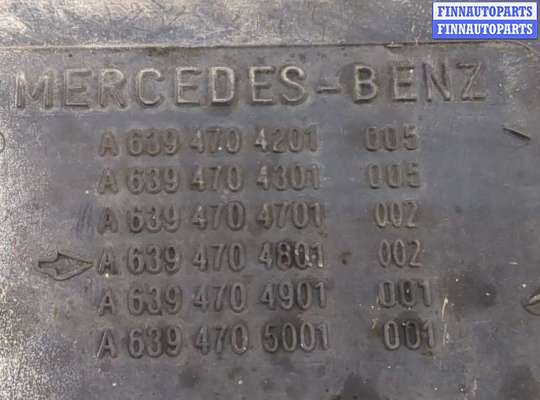 FINNAUTOPARTS
FINNAUTOPARTS
MERCEDES-BENZ
A 639 470 4201 005
A 639 470 4301 005
A 639 470 4701 002
A 639 470 4801 002
A 639 470 4901 001
A 639 470 5001 001